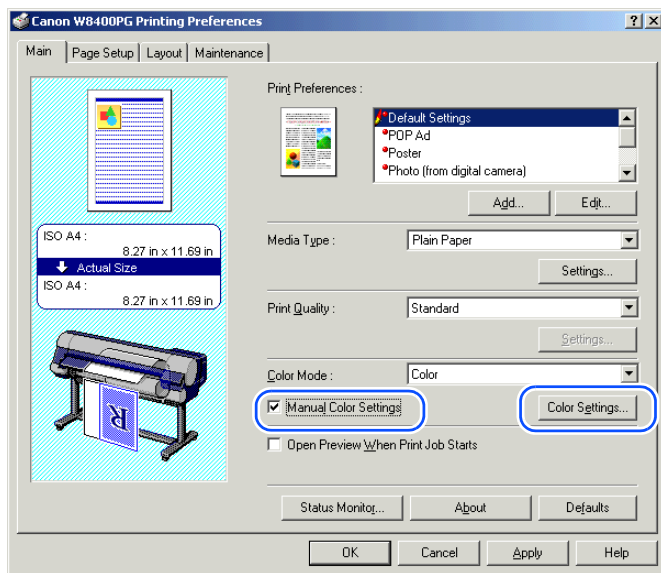 Canon W8400PG Printing Preferences
Main Page Setup Layout Maintenance
Print Preferences :
Default Settings
POP Ad
Poster
Photo (from digital camera)
Add... Edit...
ISO A4 :
8.27 in x 11.69 in
Actual Size
ISO A4 :
8.27 in x 11.69 in
Media Type : Plain Paper
Settings...
Print Quality : Standard
Settings...
Color Mode : Color
Manual Color Settings Color Settings...
Open Preview When Print Job Starts
R
Status Monitor... About Defaults
OK Cancel Apply Help